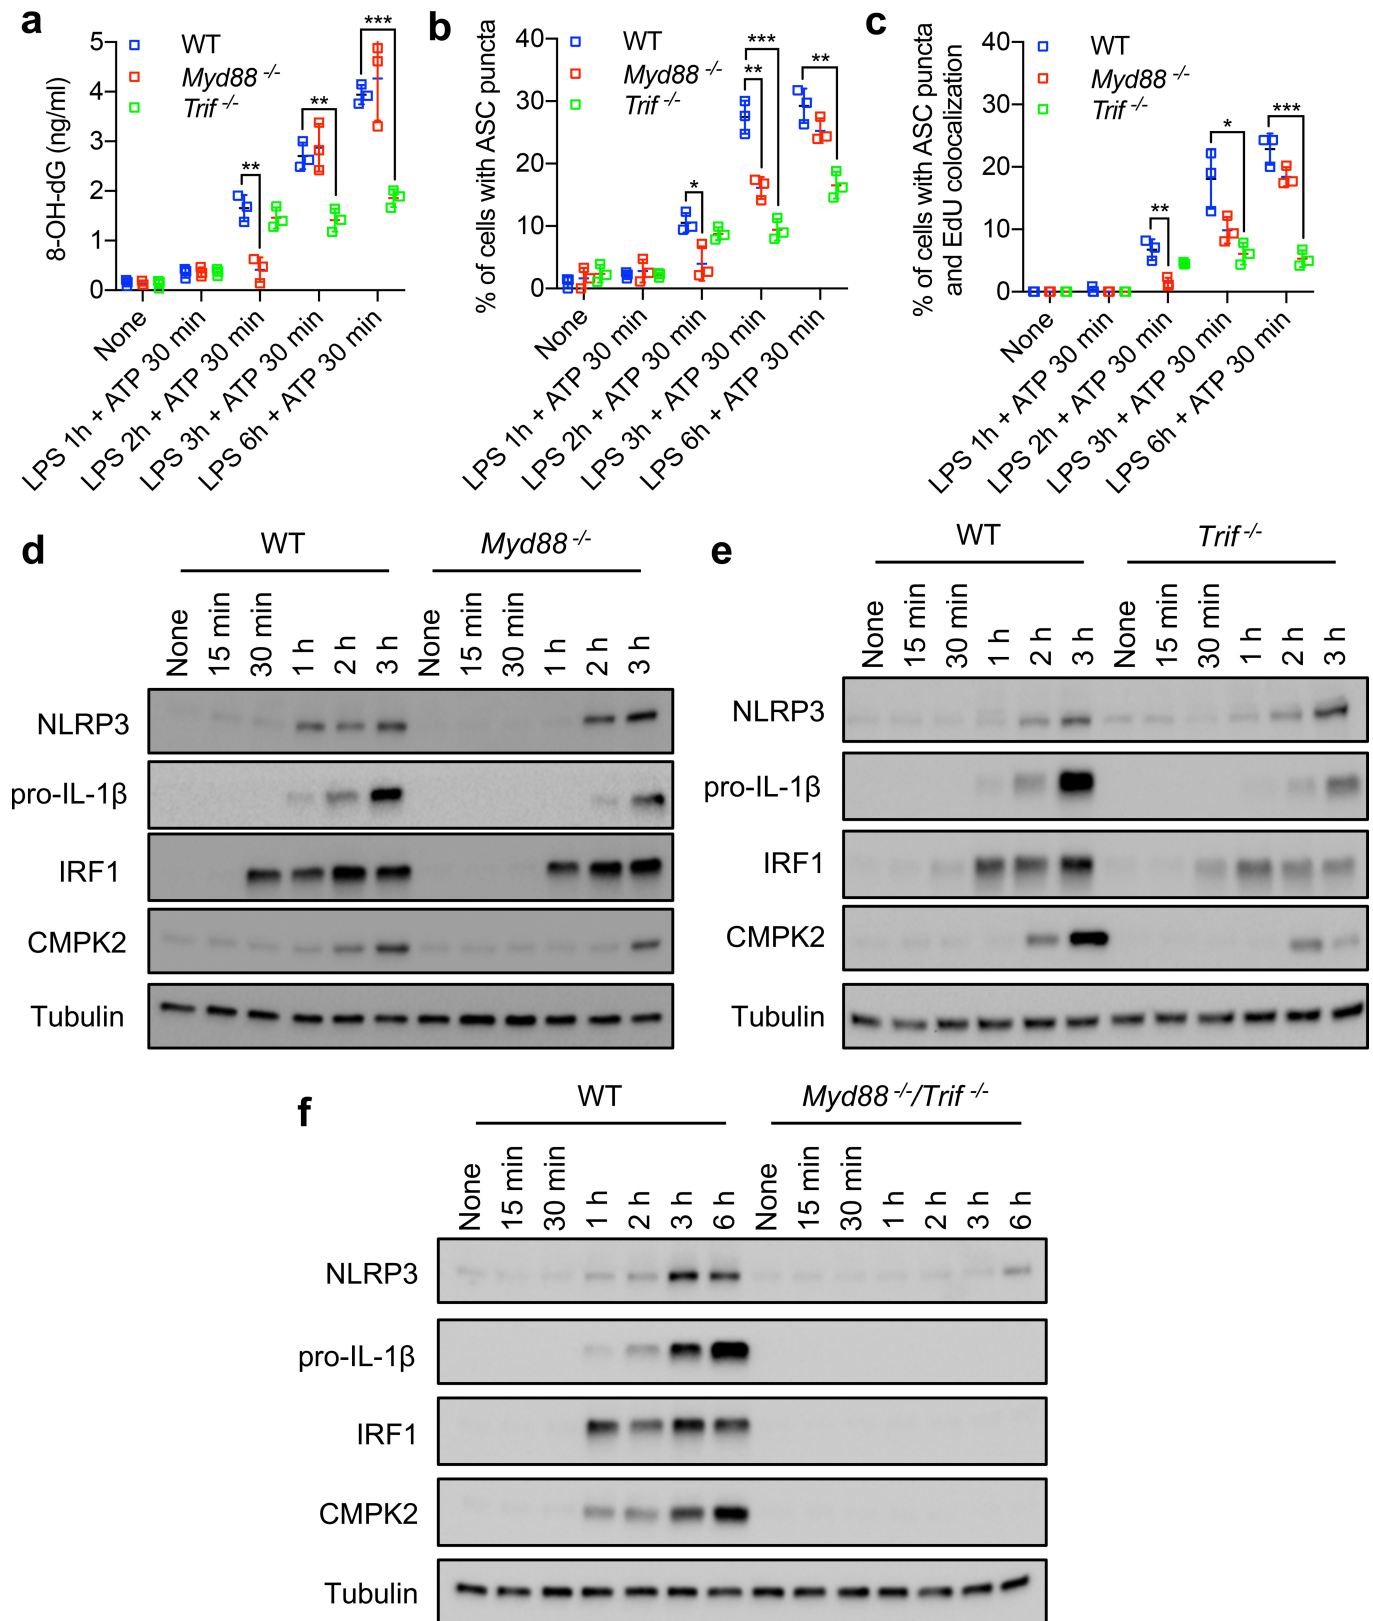 a
8-OH-dG (ng/ml)
5
4
3
2
1
0
WT
Myd88 -/-
Trif -/-
**
**
***
None
LPS 1h + ATP 30 min
LPS 2h + ATP 30 min
LPS 3h + ATP 30 min
LPS 6h + ATP 30 min
b
% of cells with ASC puncta
40
30
20
10
0
WT
Myd88 -/-
Trif -/-
*
**
***
**
None
LPS 1h + ATP 30 min
LPS 2h + ATP 30 min
LPS 3h + ATP 30 min
LPS 6h + ATP 30 min
c
% of cells with ASC puncta
and EdU colocalization
40
30
20
10
0
WT
Myd88 -/-
Trif -/-
**
*
***
None
LPS 1h + ATP 30 min
LPS 2h + ATP 30 min
LPS 3h + ATP 30 min
LPS 6h + ATP 30 min
d
WT
Myd88 -/-
None
15 min
30 min
1 h
2 h
3 h
None
15 min
30 min
1 h
2 h
3 h
NLRP3
pro-IL-1β
IRF1
CMPK2
Tubulin
e
WT
Trif -/-
None
15 min
30 min
1 h
2 h
3 h
None
15 min
30 min
1 h
2 h
3 h
NLRP3
pro-IL-1β
IRF1
CMPK2
Tubulin
f
WT
Myd88 -/-/Trif -/-
None
15 min
30 min
1 h
2 h
3 h
6 h
None
15 min
30 min
1 h
2 h
3 h
6 h
NLRP3
pro-IL-1β
IRF1
CMPK2
Tubulin